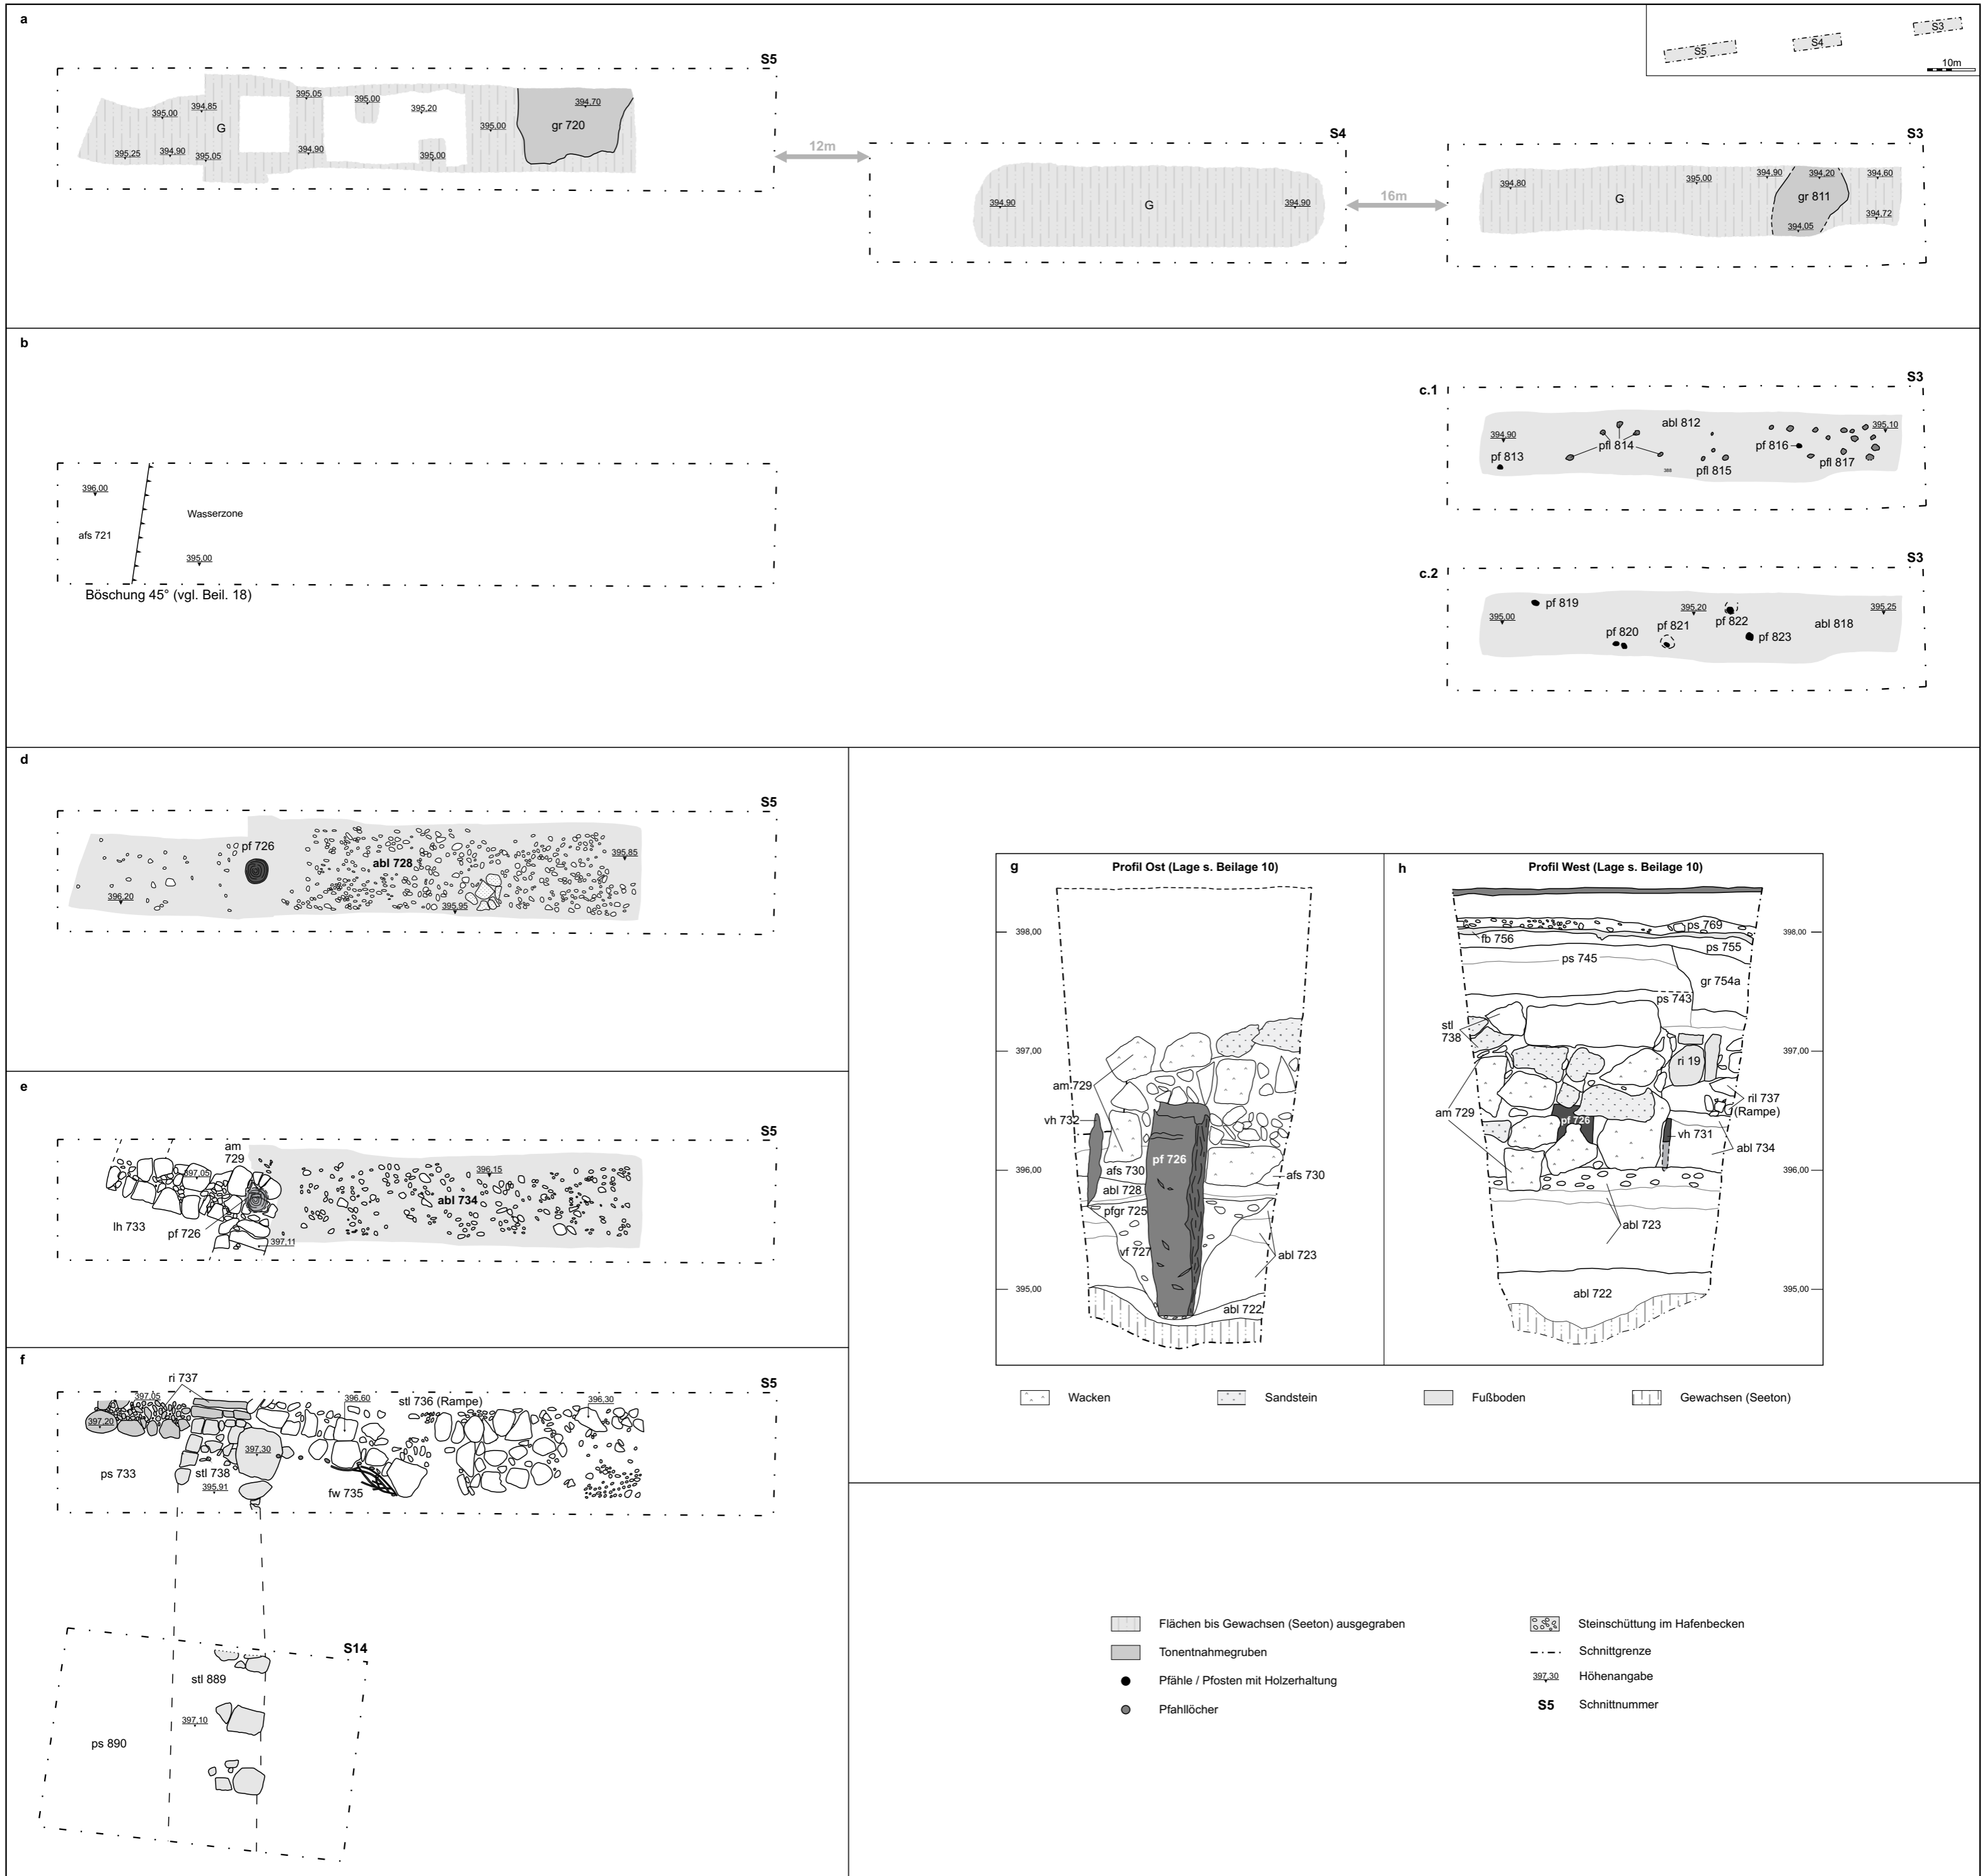 a
S5
S4
S3
10m
S5
395,00
394,85
G
395,25
394,90
395,05
395,05
394,90
395,00
395,20
395,00
395,00
394,70
gr 720
12m
S4
394,90
G
394,90
16m
S3
394,80
G
395,00
394,90
394,20
gr 811
394,05
394,60
394,72
b
396,00
afs 721
Wasserzone
395,00
Böschung 45° (vgl. Beil. 18)
c.1
S3
394,90
pf 813
pfl 814
abl 812
pfl 815
pf 816
pfl 817
395,10
c.2
S3
395,00
pf 819
pf 820
pf 821
395,20
pf 822
pf 823
abl 818
395,25
d
S5
pf 726
abl 728
395,85
396,20
395,95
e
S5
am
729
397,05
396,15
abl 734
lh 733
pf 726
397,11
f
S5
ri 737
397,05
397,20
396,60
stl 736 (Rampe)
396,30
397,30
ps 733
stl 738
395,91
fw 735
S14
stl 889
397,10
ps 890
g
Profil Ost (Lage s. Beilage 10)
398,00
397,00
396,00
395,00
am 729
vh 732
pf 726
afs 730
afs 730
abl 728
pfgr 725
vf 727
abl 723
abl 722
h
Profil West (Lage s. Beilage 10)
ps 769
fb 756
398,00
ps 755
ps 745
gr 754a
ps 743
stl
738
397,00
ri 19
ril 737
(Rampe)
am 729
pf 726
vh 731
abl 734
396,00
abl 723
395,00
abl 722
Wacken
Sandstein
Fußboden
Gewachsen (Seeton)
Flächen bis Gewachsen (Seeton) ausgegraben
Tonentnahmegruben
Pfähle / Pfosten mit Holzerhaltung
Pfahllöcher
Steinschüttung im Hafenbecken
Schnittgrenze
397,30 Höhenangabe
S5 Schnittnummer